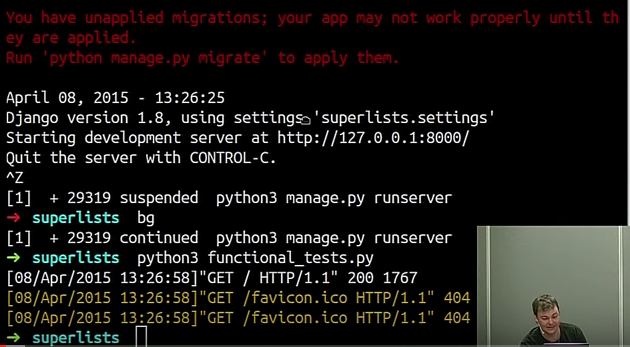 You have unapplied migrations; your app may not work properly until th
ey are applied.
Run 'python manage.py migrate' to apply them.
April 08, 2015 - 13:26:25
Django version 1.8, using settings 'superlists.settings'
Starting development server at http://127.0.0.1:8000/
Quit the server with CONTROL-C.
^Z
[1]  + 29319 suspended  python3 manage.py runserver
➜  superlists  bg
[1]  + 29319 continued  python3 manage.py runserver
➜  superlists  python3 functional_tests.py
[08/Apr/2015 13:26:58]"GET / HTTP/1.1" 200 1767
[08/Apr/2015 13:26:58]"GET /favicon.ico HTTP/1.1" 404
[08/Apr/2015 13:26:58]"GET /favicon.ico HTTP/1.1" 404
➜  superlists